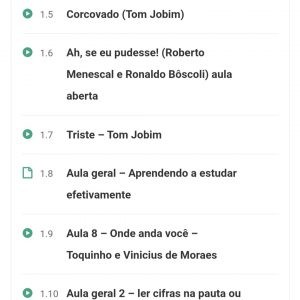 1.5 Corcovado (Tom Jobim)
1.6 Ah, se eu pudesse! (Roberto
Menescal e Ronaldo Bôscoli) aula
aberta
1.7 Triste – Tom Jobim
1.8 Aula geral – Aprendendo a estudar
efetivamente
1.9 Aula 8 – Onde anda você –
Toquinho e Vinicius de Moraes
1.10 Aula geral 2 – ler cifras na pauta ou